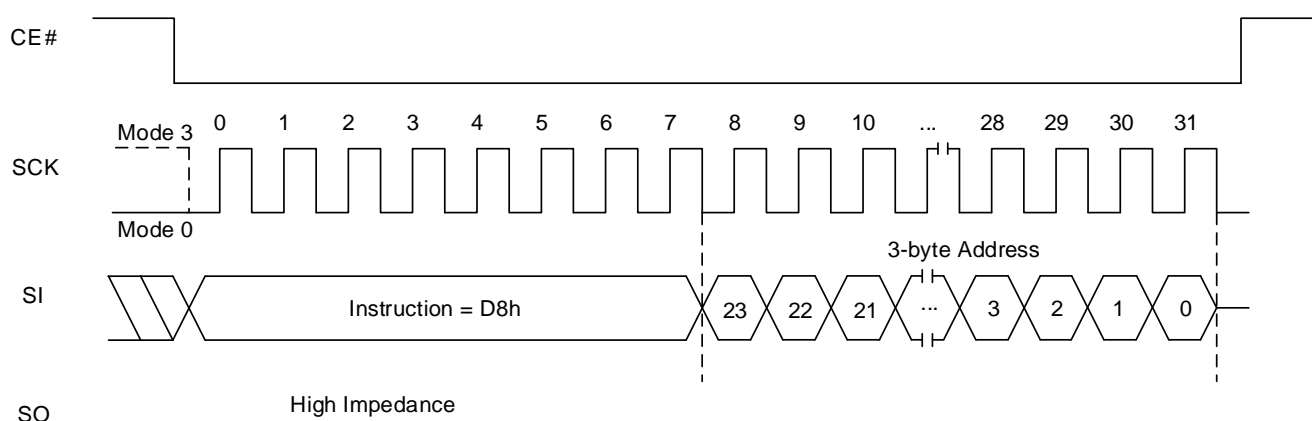 CE#
Mode 3
0 1 2 3 4 5 6 7 8 9 10 ... 28 29 30 31
SCK
Mode 0
3-byte Address
SI
Instruction = D8h
23 22 21 ... 3 2 1 0
High Impedance
SO